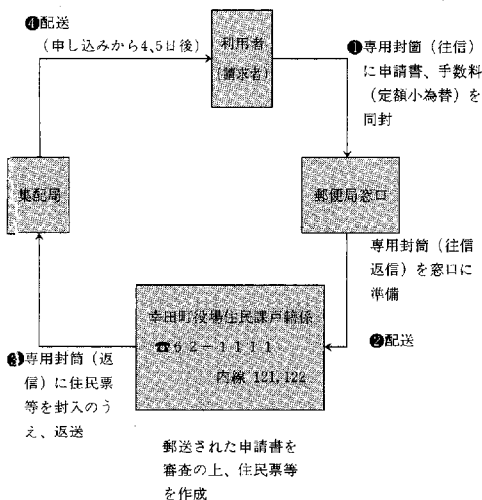 ❹配送
(申し込みから4、5日後)
利用者
(請求者)
❶専用封筒(往信)
に申請書、手数料
(定額小為替)を
同封
集配局
郵便局窓口
専用封筒(往信
返信)を窓口に
準備
❷配送
幸田町役場住民課戸籍係
☎62-1111
内線 121,122
❸専用封筒(返
信)に住民票
等を封入のう
え、返送
郵送された申請書を
審査の上、住民票等
を作成